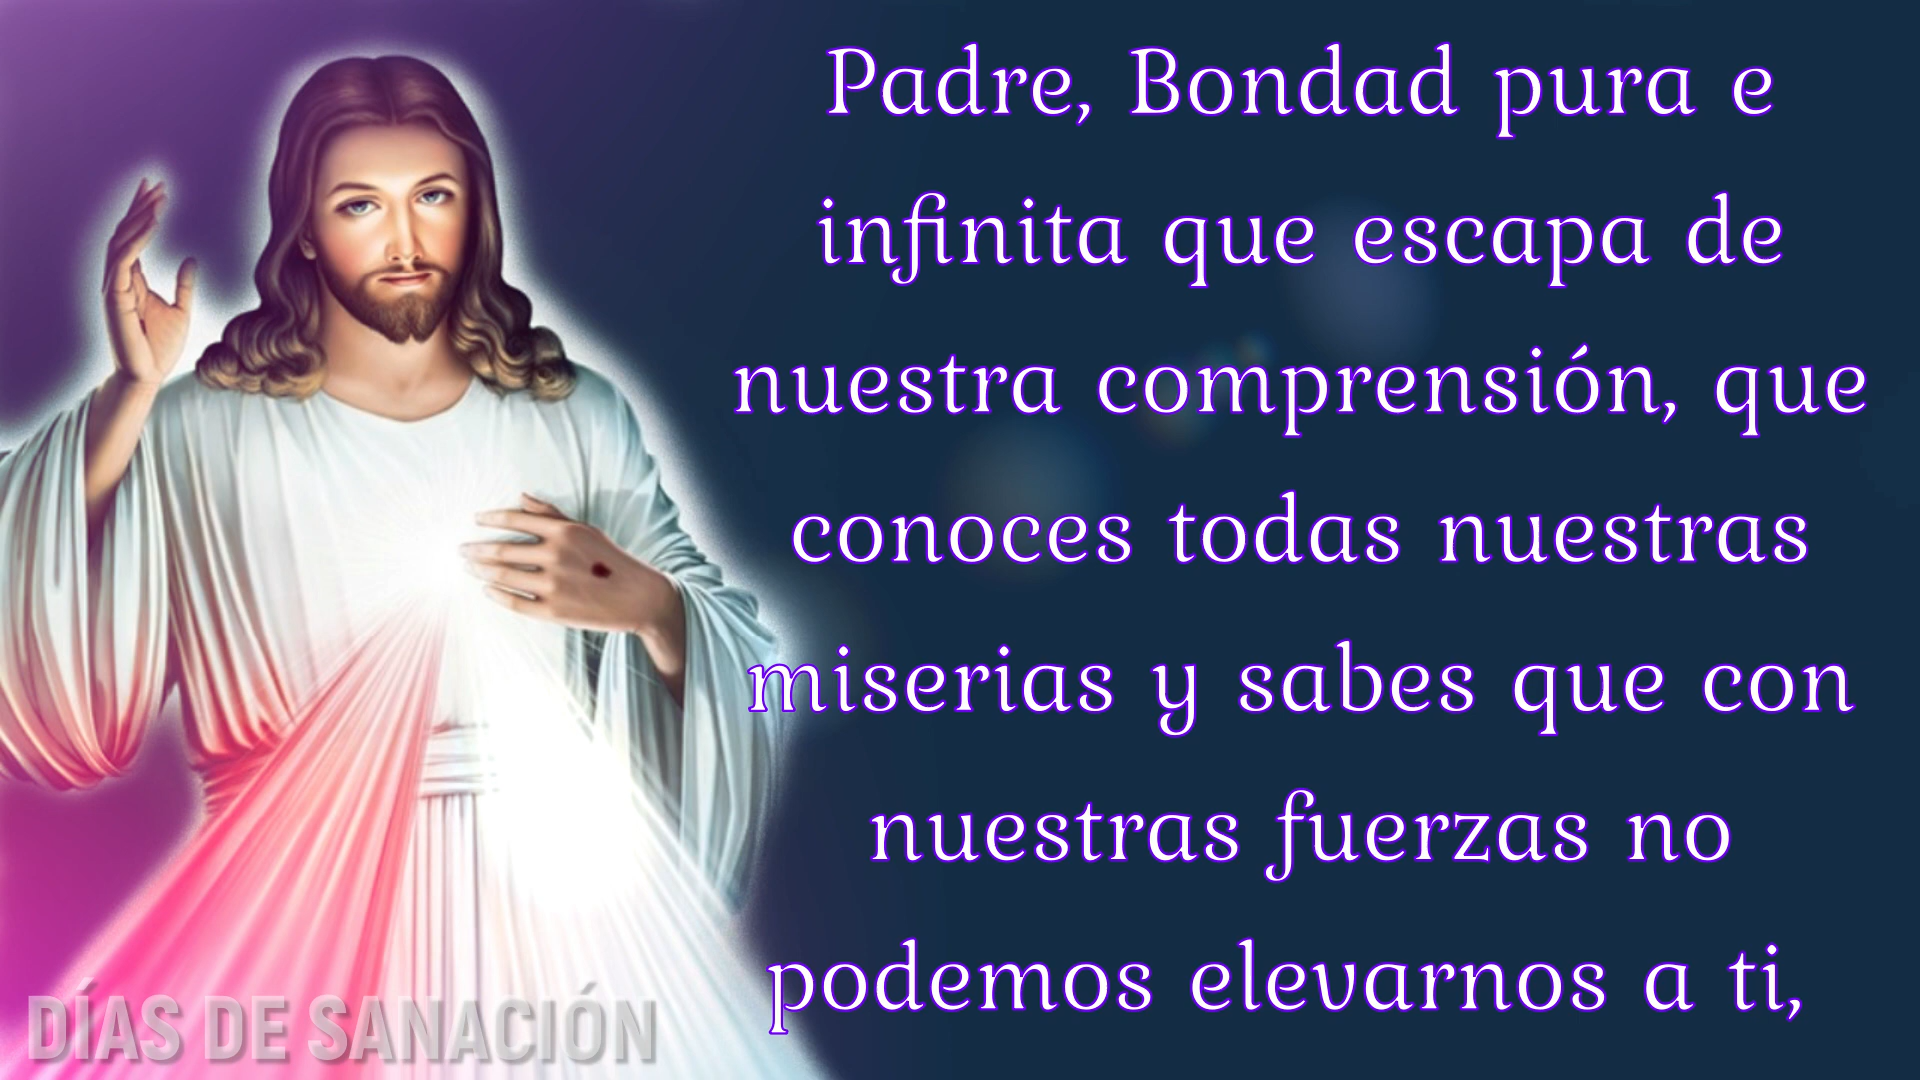 Padre, Bondad pura e
infinita que escapa de
nuestra comprensión, que
conoces todas nuestras
miserias y sabes que con
nuestras fuerzas no
podemos elevarnos a ti,
DÍAS DE SANACIÓN